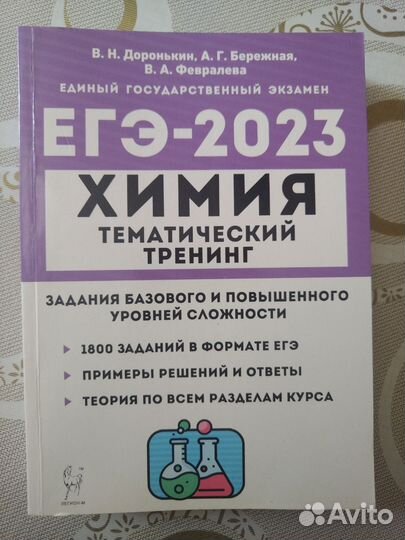 В. Н. Доронькин, А. Г. Бережная,
В. А. Февралева
ЕДИНЫЙ ГОСУДАРСТВЕННЫЙ ЭКЗАМЕН
ЕГЭ-2023
ХИМИЯ
ТЕМАТИЧЕСКИЙ
ТРЕНИНГ
ЗАДАНИЯ БАЗОВОГО И ПОВЫШЕННОГО
УРОВНЕЙ СЛОЖНОСТИ
1800 ЗАДАНИЙ В ФОРМАТЕ ЕГЭ
ПРИМЕРЫ РЕШЕНИЙ И ОТВЕТЫ
ТЕОРИЯ ПО ВСЕМ РАЗДЕЛАМ КУРСА
ЛЕГИОН-М
Avito